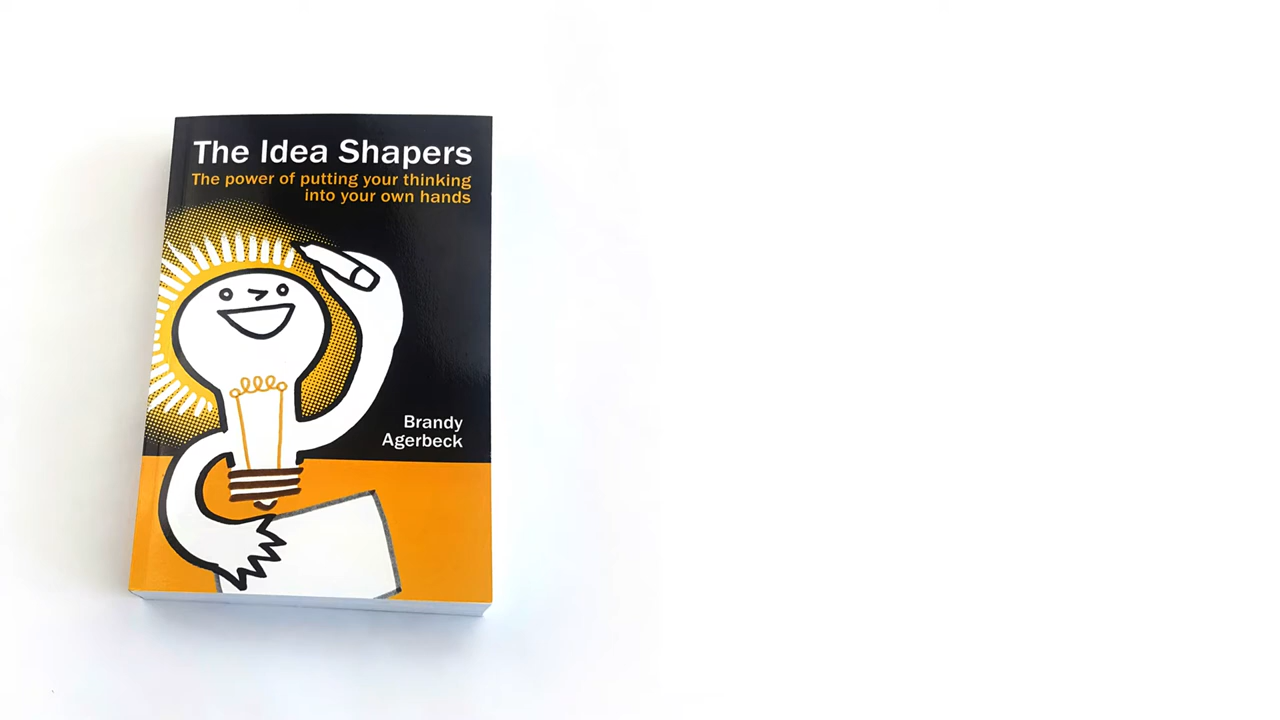 The Idea Shapers
The power of putting your thinking
into your own hands
Brandy
Agerbeck